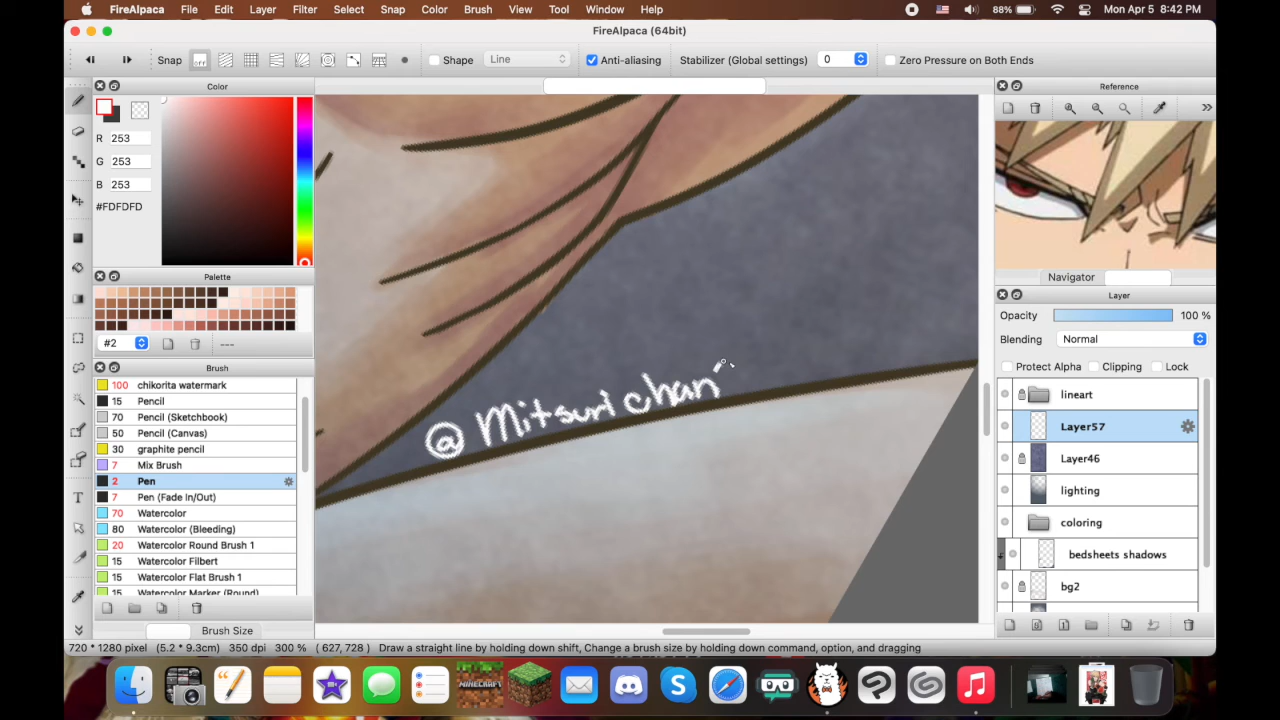 FireAlpaca File Edit Layer Filter Select Snap Color Brush View Tool Window Help 88% Mon Apr 5 8:42 PM
FireAlpaca (64bit)
Snap off Shape Line Anti-aliasing Stabilizer (Global settings) 0 Zero Pressure on Both Ends
Color
R 253
G 253
B 253
#FDFDFD
Palette
#2 ---
Brush
100 chikorita watermark
15 Pencil
70 Pencil (Sketchbook)
50 Pencil (Canvas)
30 graphite pencil
7 Mix Brush
2 Pen
7 Pen (Fade In/Out)
70 Watercolor
80 Watercolor (Bleeding)
20 Watercolor Round Brush 1
15 Watercolor Filbert
15 Watercolor Flat Brush 1
15 Watercolor Marker (Round)
Brush Size
@Mitsurichan
Reference
Navigator
Layer
Opacity 100 %
Blending Normal
Protect Alpha Clipping Lock
lineart
Layer57
Layer46
lighting
coloring
bedsheets shadows
bg2
720 * 1280 pixel (5.2 * 9.3cm) 350 dpi 300 % ( 627, 728 ) Draw a straight line by holding down shift, Change a brush size by holding down command, option, and dragging
MINECRAFT